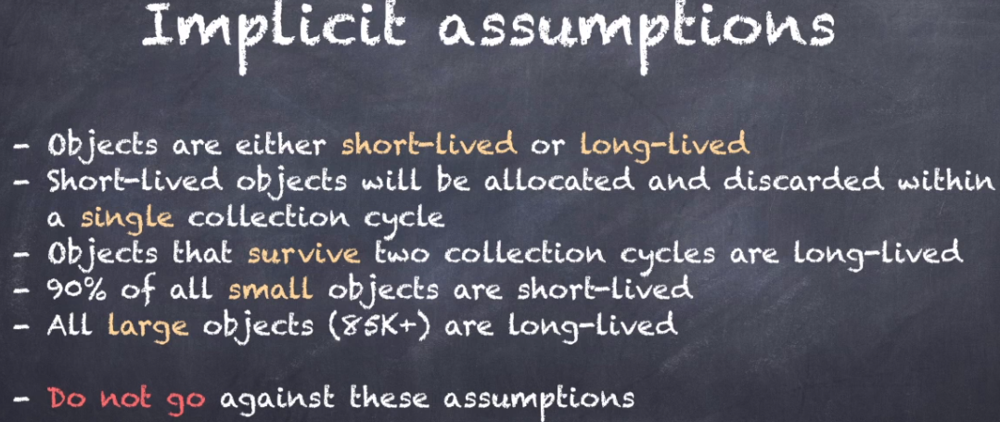 Implicit assumptions
- Objects are either short-lived or long-lived
- Short-lived objects will be allocated and discarded within
a single collection cycle
- Objects that survive two collection cycles are long-lived
- 90% of all small objects are short-lived
- All large objects (85K+) are long-lived
- Do not go against these assumptions